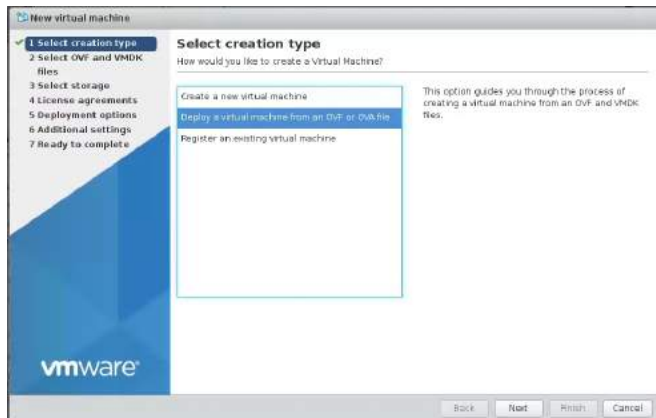 New virtual machine
1 Select creation type
2 Select OVF and VMDK
files
3 Select storage
4 License agreements
5 Deployment options
6 Additional settings
7 Ready to complete
Select creation type
How would you like to create a Virtual Machine?
Create a new virtual machine
Deploy a virtual machine from an OVF or OVA file
Register an existing virtual machine
This option guides you through the process of
creating a virtual machine from an OVF and VMDK
files.
vmware
Back
Next
Finish
Cancel